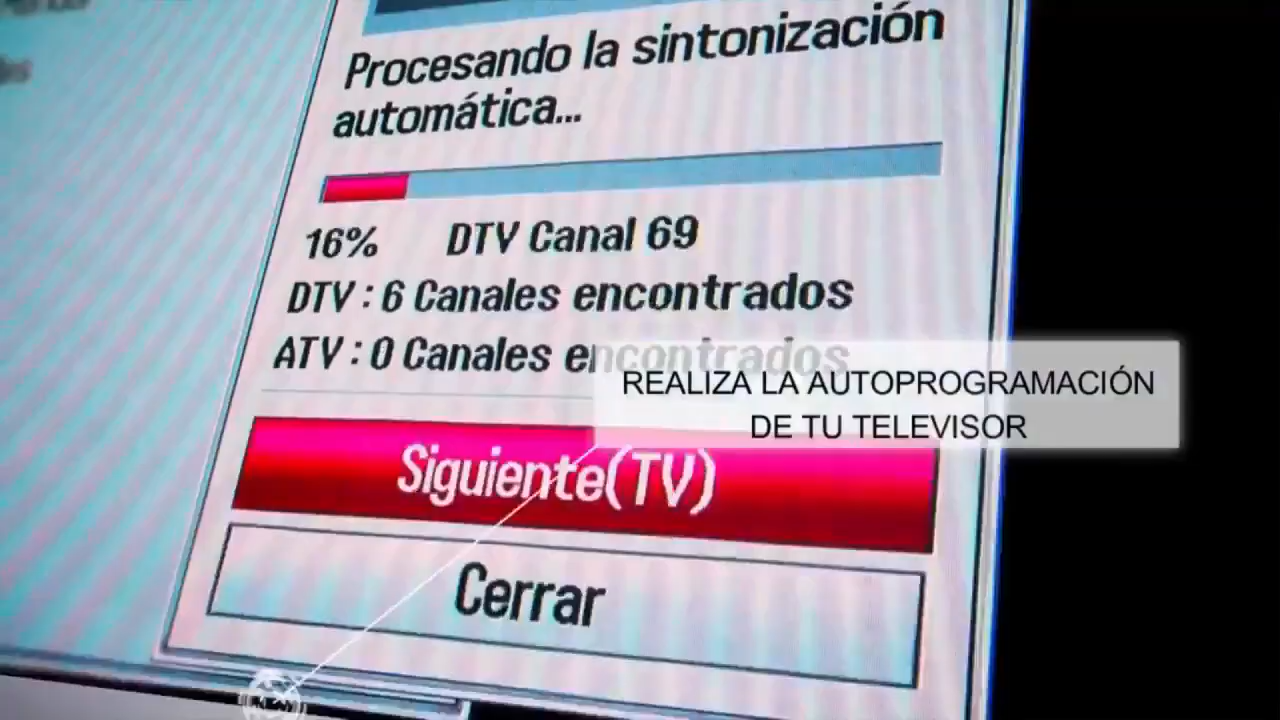 Procesando la sintonización
automática...
16% DTV Canal 69
DTV : 6 Canales encontrados
ATV : 0 Canales encontrados
REALIZA LA AUTOPROGRAMACIÓN
DE TU TELEVISOR
Siguiente(TV)
Cerrar